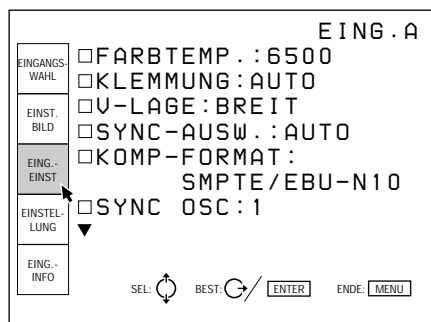 EING.A
EINGANGS-
WAHL
EINST.
BILD
EING.-
EINST
EINSTEL-
LUNG
EING.-
INFO
□FARBTEMP.:6500
□KLEMMUNG:AUTO
□V-LAGE:BREIT
□SYNC-AUSW.:AUTO
□KOMP-FORMAT:
SMPTE/EBU-N10
□SYNC OSC:1
▼
SEL: BEST: / ENTER ENDE: MENU